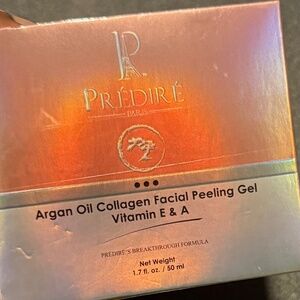 PRÉDIRÉ
PARIS
Argan Oil Collagen Facial Peeling Gel
Vitamin E & A
PRÉDIRÉ'S BREAKTHROUGH FORMULA
Net Weight
1.7 fl. oz. / 50 ml